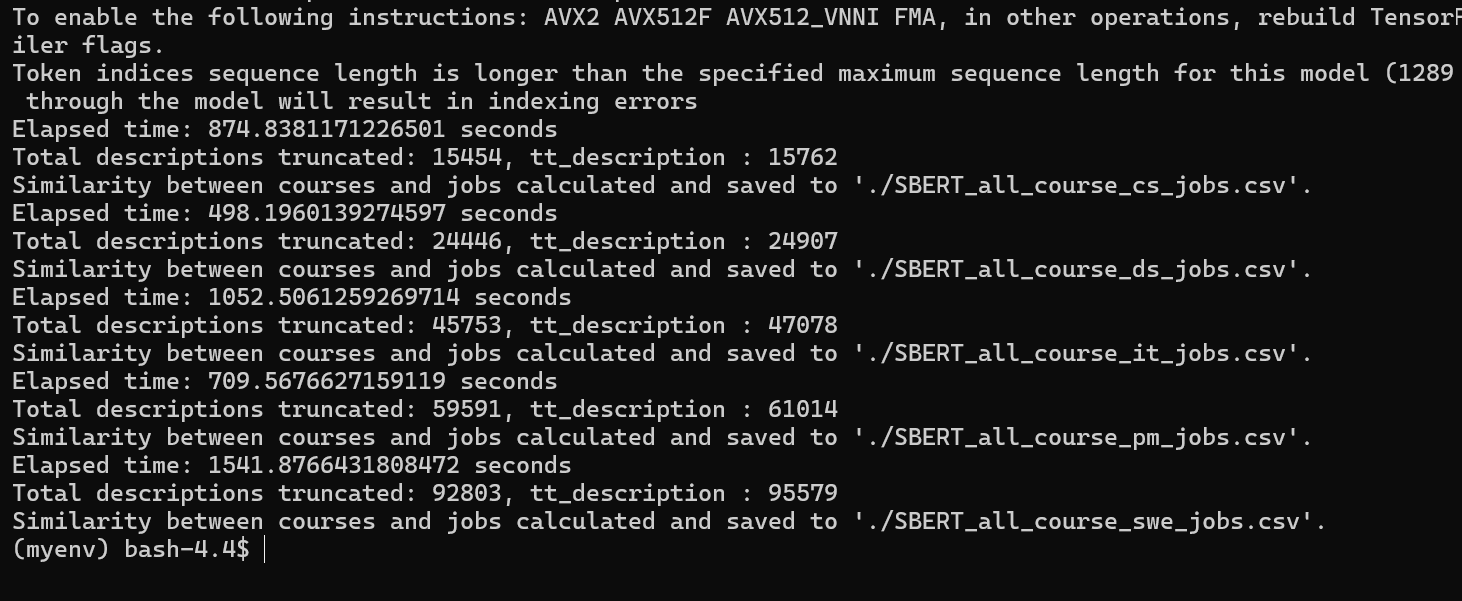 To enable the following instructions: AVX2 AVX512F AVX512_VNNI FMA, in other operations, rebuild TensorF
iler flags.
Token indices sequence length is longer than the specified maximum sequence length for this model (1289
through the model will result in indexing errors
Elapsed time: 874.8381171226501 seconds
Total descriptions truncated: 15454, tt_description : 15762
Similarity between courses and jobs calculated and saved to './SBERT_all_course_cs_jobs.csv'.
Elapsed time: 498.1960139274597 seconds
Total descriptions truncated: 24446, tt_description : 24907
Similarity between courses and jobs calculated and saved to './SBERT_all_course_ds_jobs.csv'.
Elapsed time: 1052.5061259269714 seconds
Total descriptions truncated: 45753, tt_description : 47078
Similarity between courses and jobs calculated and saved to './SBERT_all_course_it_jobs.csv'.
Elapsed time: 709.5676627159119 seconds
Total descriptions truncated: 59591, tt_description : 61014
Similarity between courses and jobs calculated and saved to './SBERT_all_course_pm_jobs.csv'.
Elapsed time: 1541.8766431808472 seconds
Total descriptions truncated: 92803, tt_description : 95579
Similarity between courses and jobs calculated and saved to './SBERT_all_course_swe_jobs.csv'.
(myenv) bash-4.4$